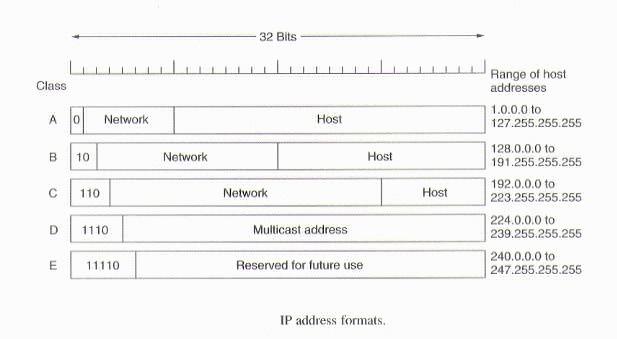 32 Bits
Class
Range of host
addresses
A 0 Network Host 1.0.0.0 to
127.255.255.255
B 10 Network Host 128.0.0.0 to
191.255.255.255
C 110 Network Host 192.0.0.0 to
223.255.255.255
D 1110 Multicast address 224.0.0.0 to
239.255.255.255
E 11110 Reserved for future use 240.0.0.0 to
247.255.255.255
IP address formats.